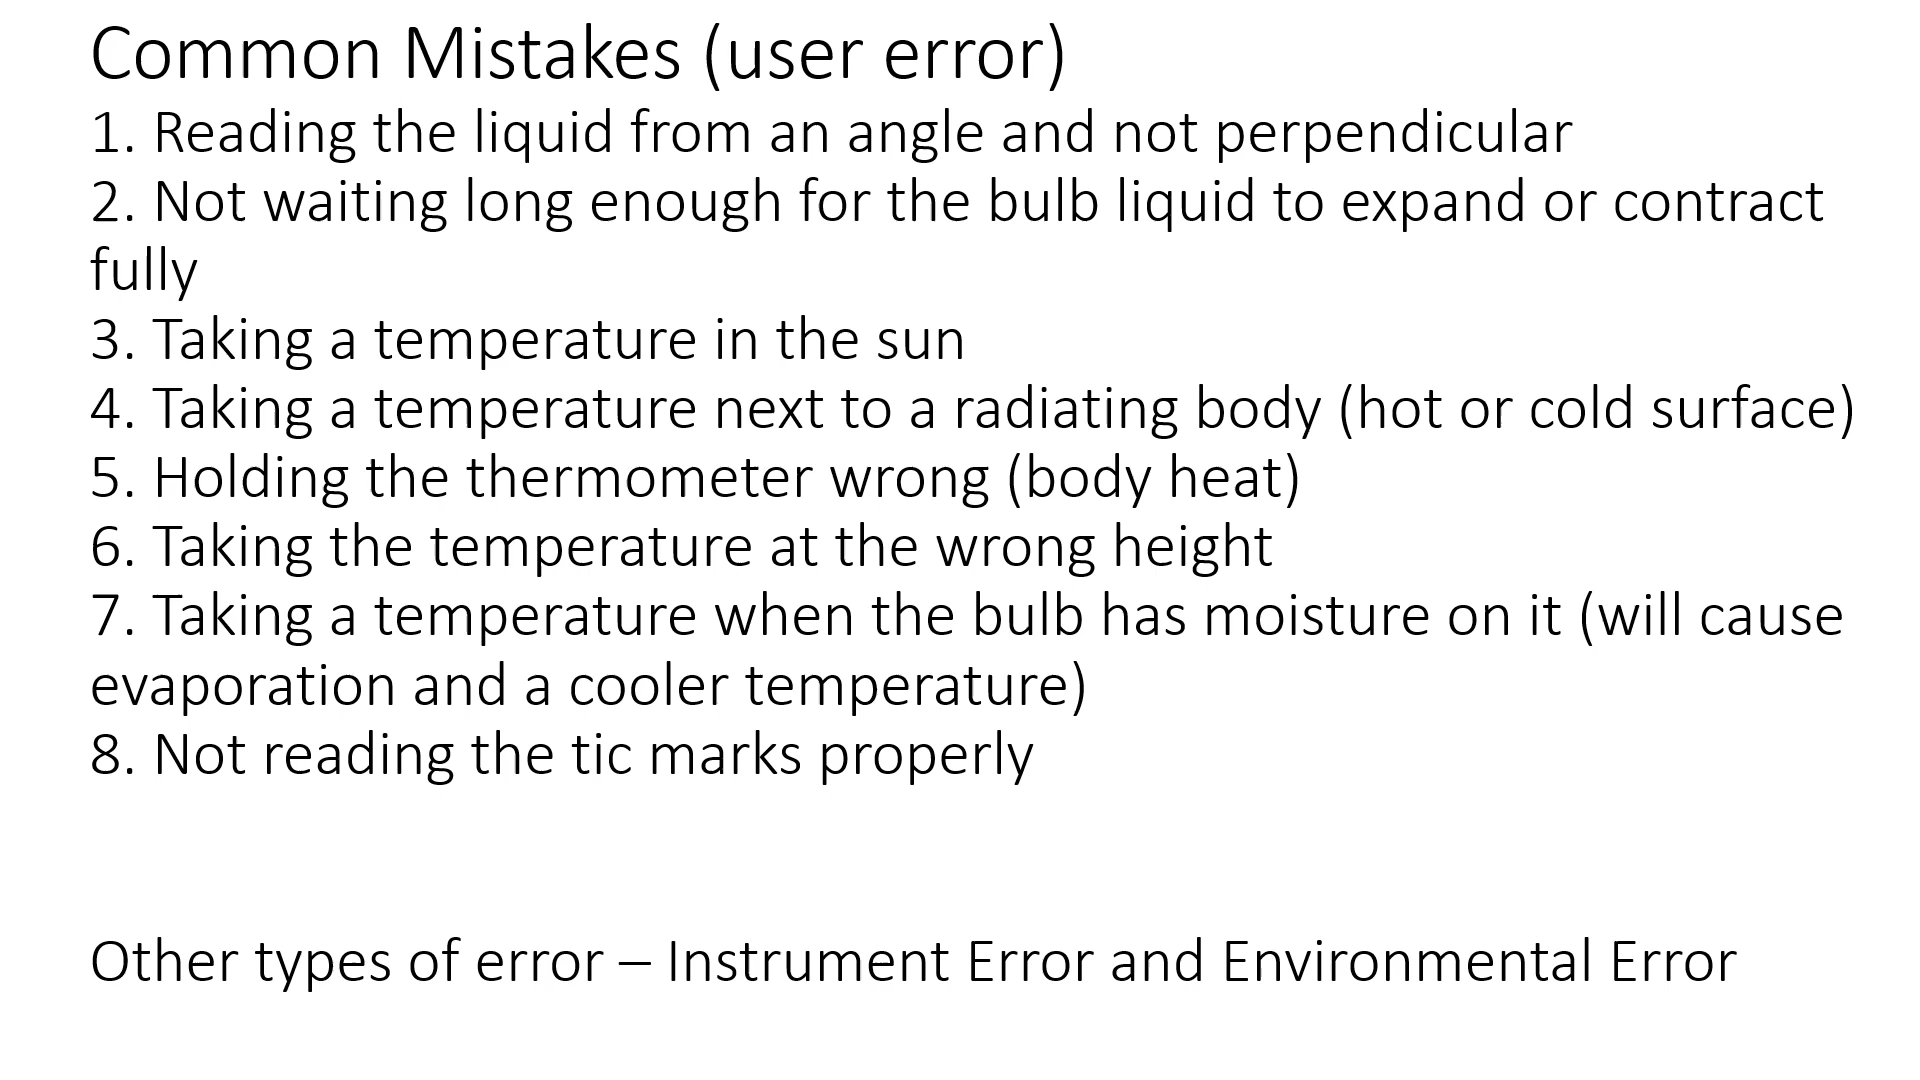 Common Mistakes (user error)
1. Reading the liquid from an angle and not perpendicular
2. Not waiting long enough for the bulb liquid to expand or contract
fully
3. Taking a temperature in the sun
4. Taking a temperature next to a radiating body (hot or cold surface)
5. Holding the thermometer wrong (body heat)
6. Taking the temperature at the wrong height
7. Taking a temperature when the bulb has moisture on it (will cause
evaporation and a cooler temperature)
8. Not reading the tic marks properly
Other types of error – Instrument Error and Environmental Error